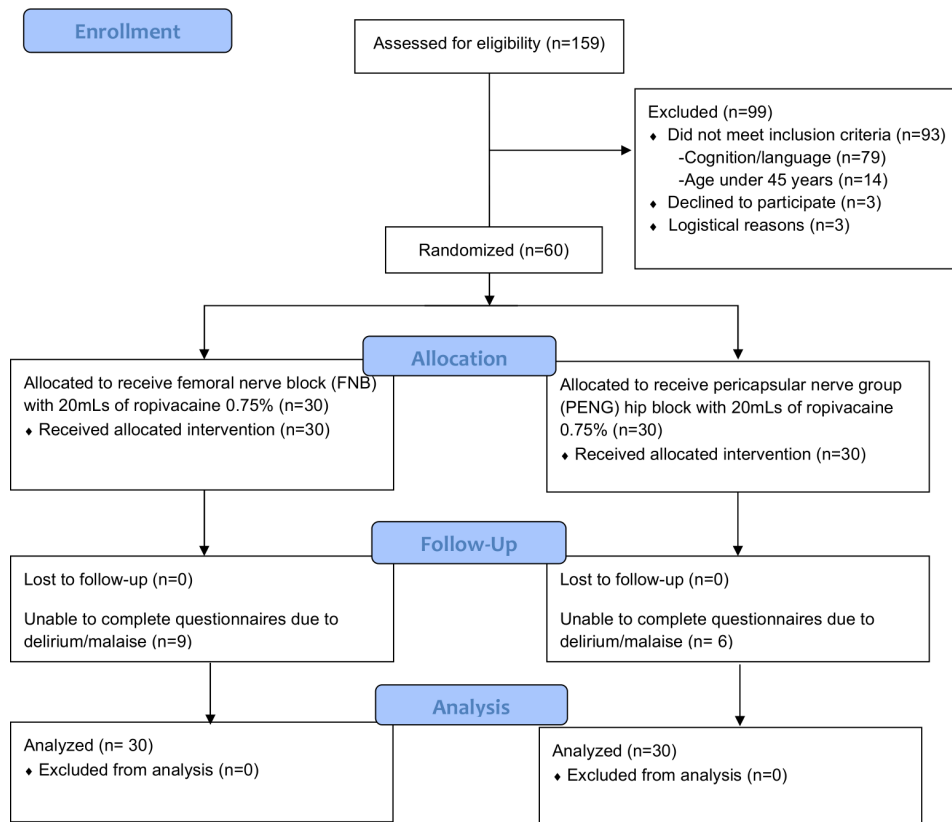 Enrollment
Assessed for eligibility (n=159)
Excluded (n=99)
♦ Did not meet inclusion criteria (n=93)
-Cognition/language (n=79)
-Age under 45 years (n=14)
♦ Declined to participate (n=3)
♦ Logistical reasons (n=3)
Randomized (n=60)
Allocation
Allocated to receive femoral nerve block (FNB)
with 20mLs of ropivacaine 0.75% (n=30)
♦ Received allocated intervention (n=30)
Allocated to receive pericapsular nerve group
(PENG) hip block with 20mLs of ropivacaine
0.75% (n=30)
♦ Received allocated intervention (n=30)
Follow-Up
Lost to follow-up (n=0)
Unable to complete questionnaires due to
delirium/malaise (n=9)
Lost to follow-up (n=0)
Unable to complete questionnaires due to
delirium/malaise (n= 6)
Analysis
Analyzed (n= 30)
♦ Excluded from analysis (n=0)
Analyzed (n=30)
♦ Excluded from analysis (n=0)